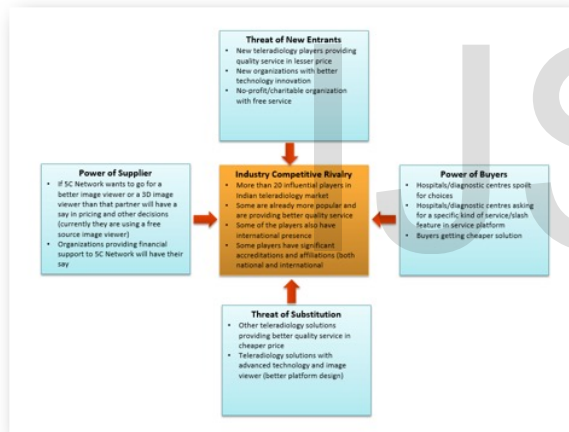 Threat of New Entrants
• New teleradiology players providing
quality service in lesser price
• New organizations with better
technology innovation
• No-profit/charitable organization
with free service
Power of Supplier
• If 5C Network wants to go for a
better image viewer or a 3D image
viewer than that partner will have a
say in pricing and other decisions
(currently they are using a free
source image viewer)
• Organizations providing financial
support to 5C Network will have their
say
Industry Competitive Rivalry
• More than 20 influential players in
Indian teleradiology market
• Some are already more popular and
are providing better quality service
• Some of the players also have
international presence
• Some players have significant
accreditations and affiliations (both
national and international
Power of Buyers
• Hospitals/diagnostic centres spoilt
for choices
• Hospitals/diagnostic centres asking
for a specific kind of service/slash
feature in service platform
• Buyers getting cheaper solution
Threat of Substitution
• Other teleradiology solutions
providing better quality service in
cheaper price
• Teleradiology solutions with
advanced technology and image
viewer (better platform design)
IJS